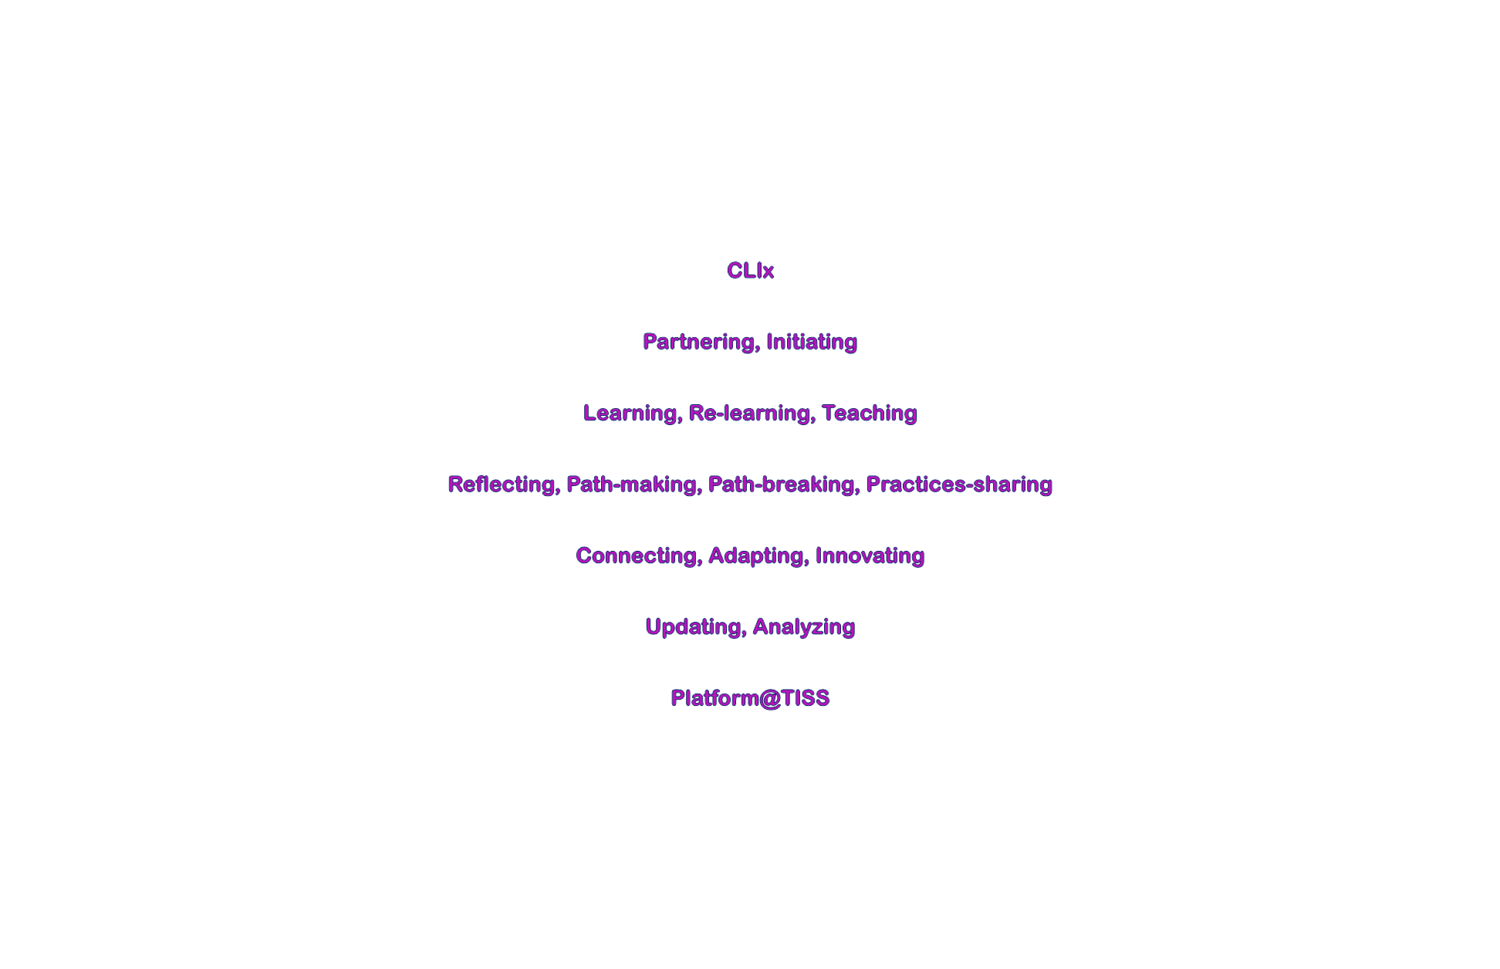 CLIx
Partnering, Initiating
Learning, Re-learning, Teaching
Reflecting, Path-making, Path-breaking, Practices-sharing
Connecting, Adapting, Innovating
Updating, Analyzing
Platform@TISS